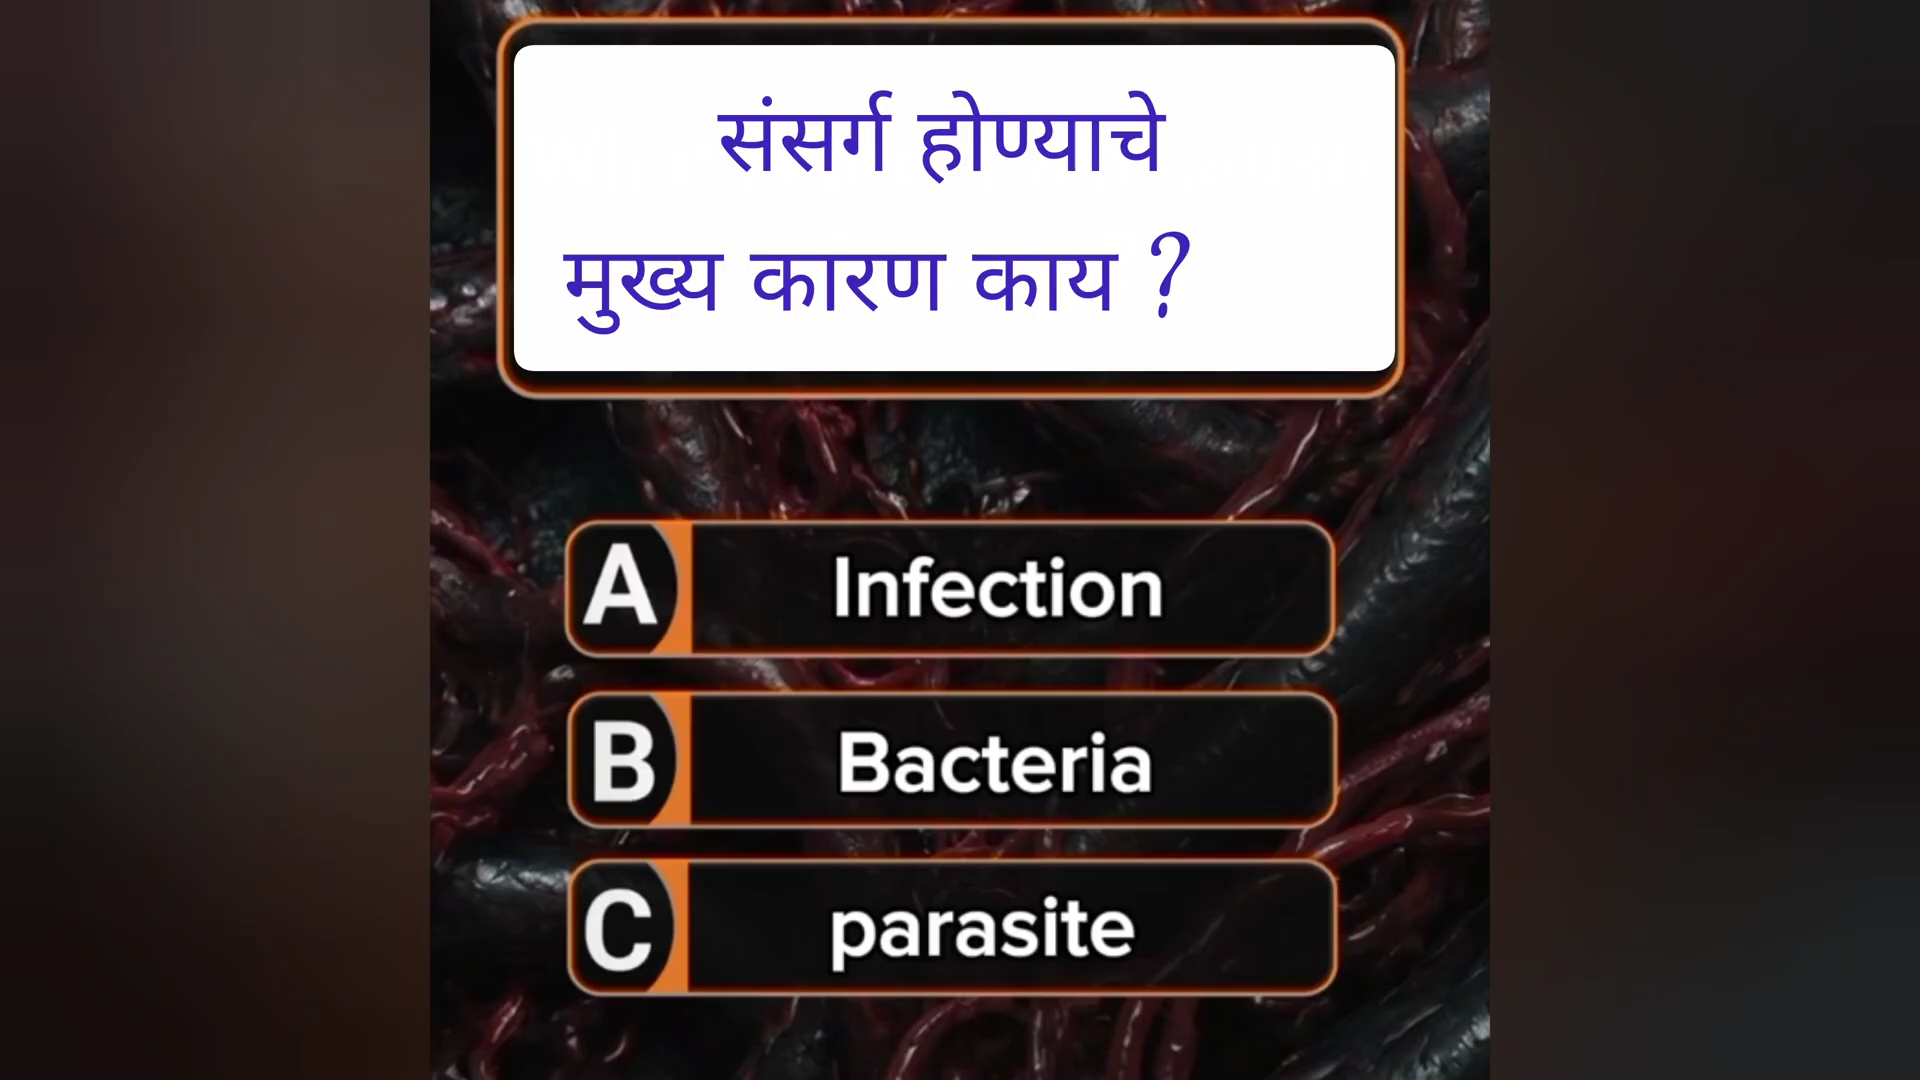 संसर्ग होण्याचे
मुख्य कारण काय ?
A Infection
B Bacteria
C parasite